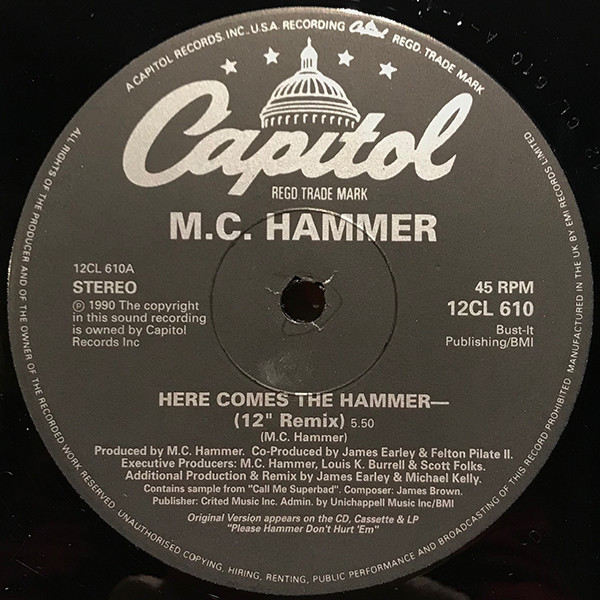 A CAPITOL RECORDS, INC., U.S.A. RECORDING Capitol REGD. TRADE MARK
Capitol
REGD TRADE MARK
M.C. HAMMER
12CL 610A
STEREO
℗ 1990 The copyright
in this sound recording
is owned by Capitol
Records Inc
45 RPM
12CL 610
Bust-It
Publishing/BMI
HERE COMES THE HAMMER—
(12" Remix) 5.50
(M.C. Hammer)
Produced by M.C. Hammer. Co-Produced by James Earley & Felton Pilate II.
Executive Producers: M.C. Hammer, Louis K. Burrell & Scott Folks.
Additional Production & Remix by James Earley & Michael Kelly.
Contains sample from "Call Me Superbad". Composer: James Brown.
Publisher: Crited Music Inc. Admin. by Unichappell Music Inc/BMI
Original Version appears on the CD, Cassette & LP
"Please Hammer Don't Hurt 'Em"
ALL RIGHTS OF THE PRODUCER AND OF THE OWNER OF THE RECORDED WORK RESERVED. UNAUTHORISED COPYING, HIRING, RENTING, PUBLIC PERFORMANCE AND BROADCASTING OF THIS RECORD PROHIBITED. MANUFACTURED IN THE UK BY EMI RECORDS LIMITED